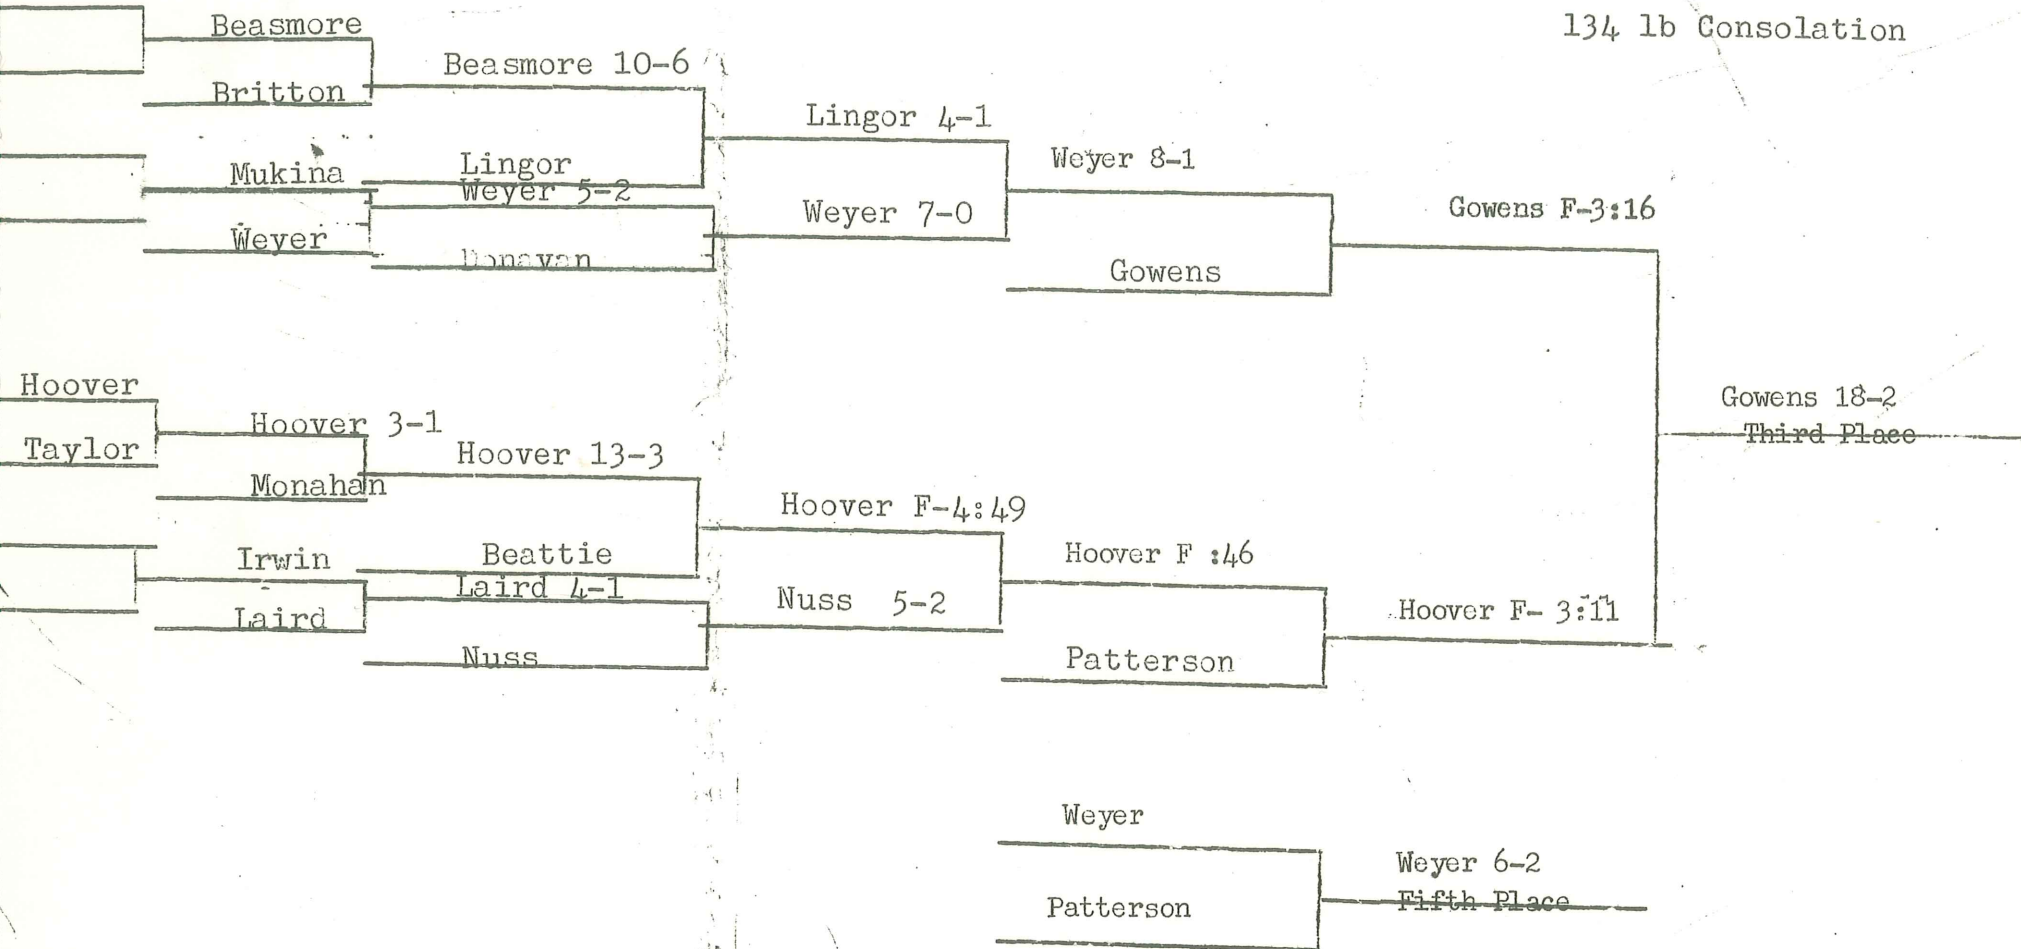 134 lb Consolation
Beasmore
Britton
Beasmore 10-6
Mukina
Weyer
Lingor
Weyer 5-2
Donavan
Lingor 4-1
Weyer 7-0
Weyer 8-1
Gowens
Gowens F-3:16
Hoover
Taylor
Hoover 3-1
Monahan
Hoover 13-3
Irwin
Laird
Beattie
Laird 4-1
Nuss
Hoover F-4:49
Nuss 5-2
Hoover F :46
Patterson
Hoover F- 3:11
Gowens 18-2
Third Place
Weyer
Patterson
Weyer 6-2
Fifth Place